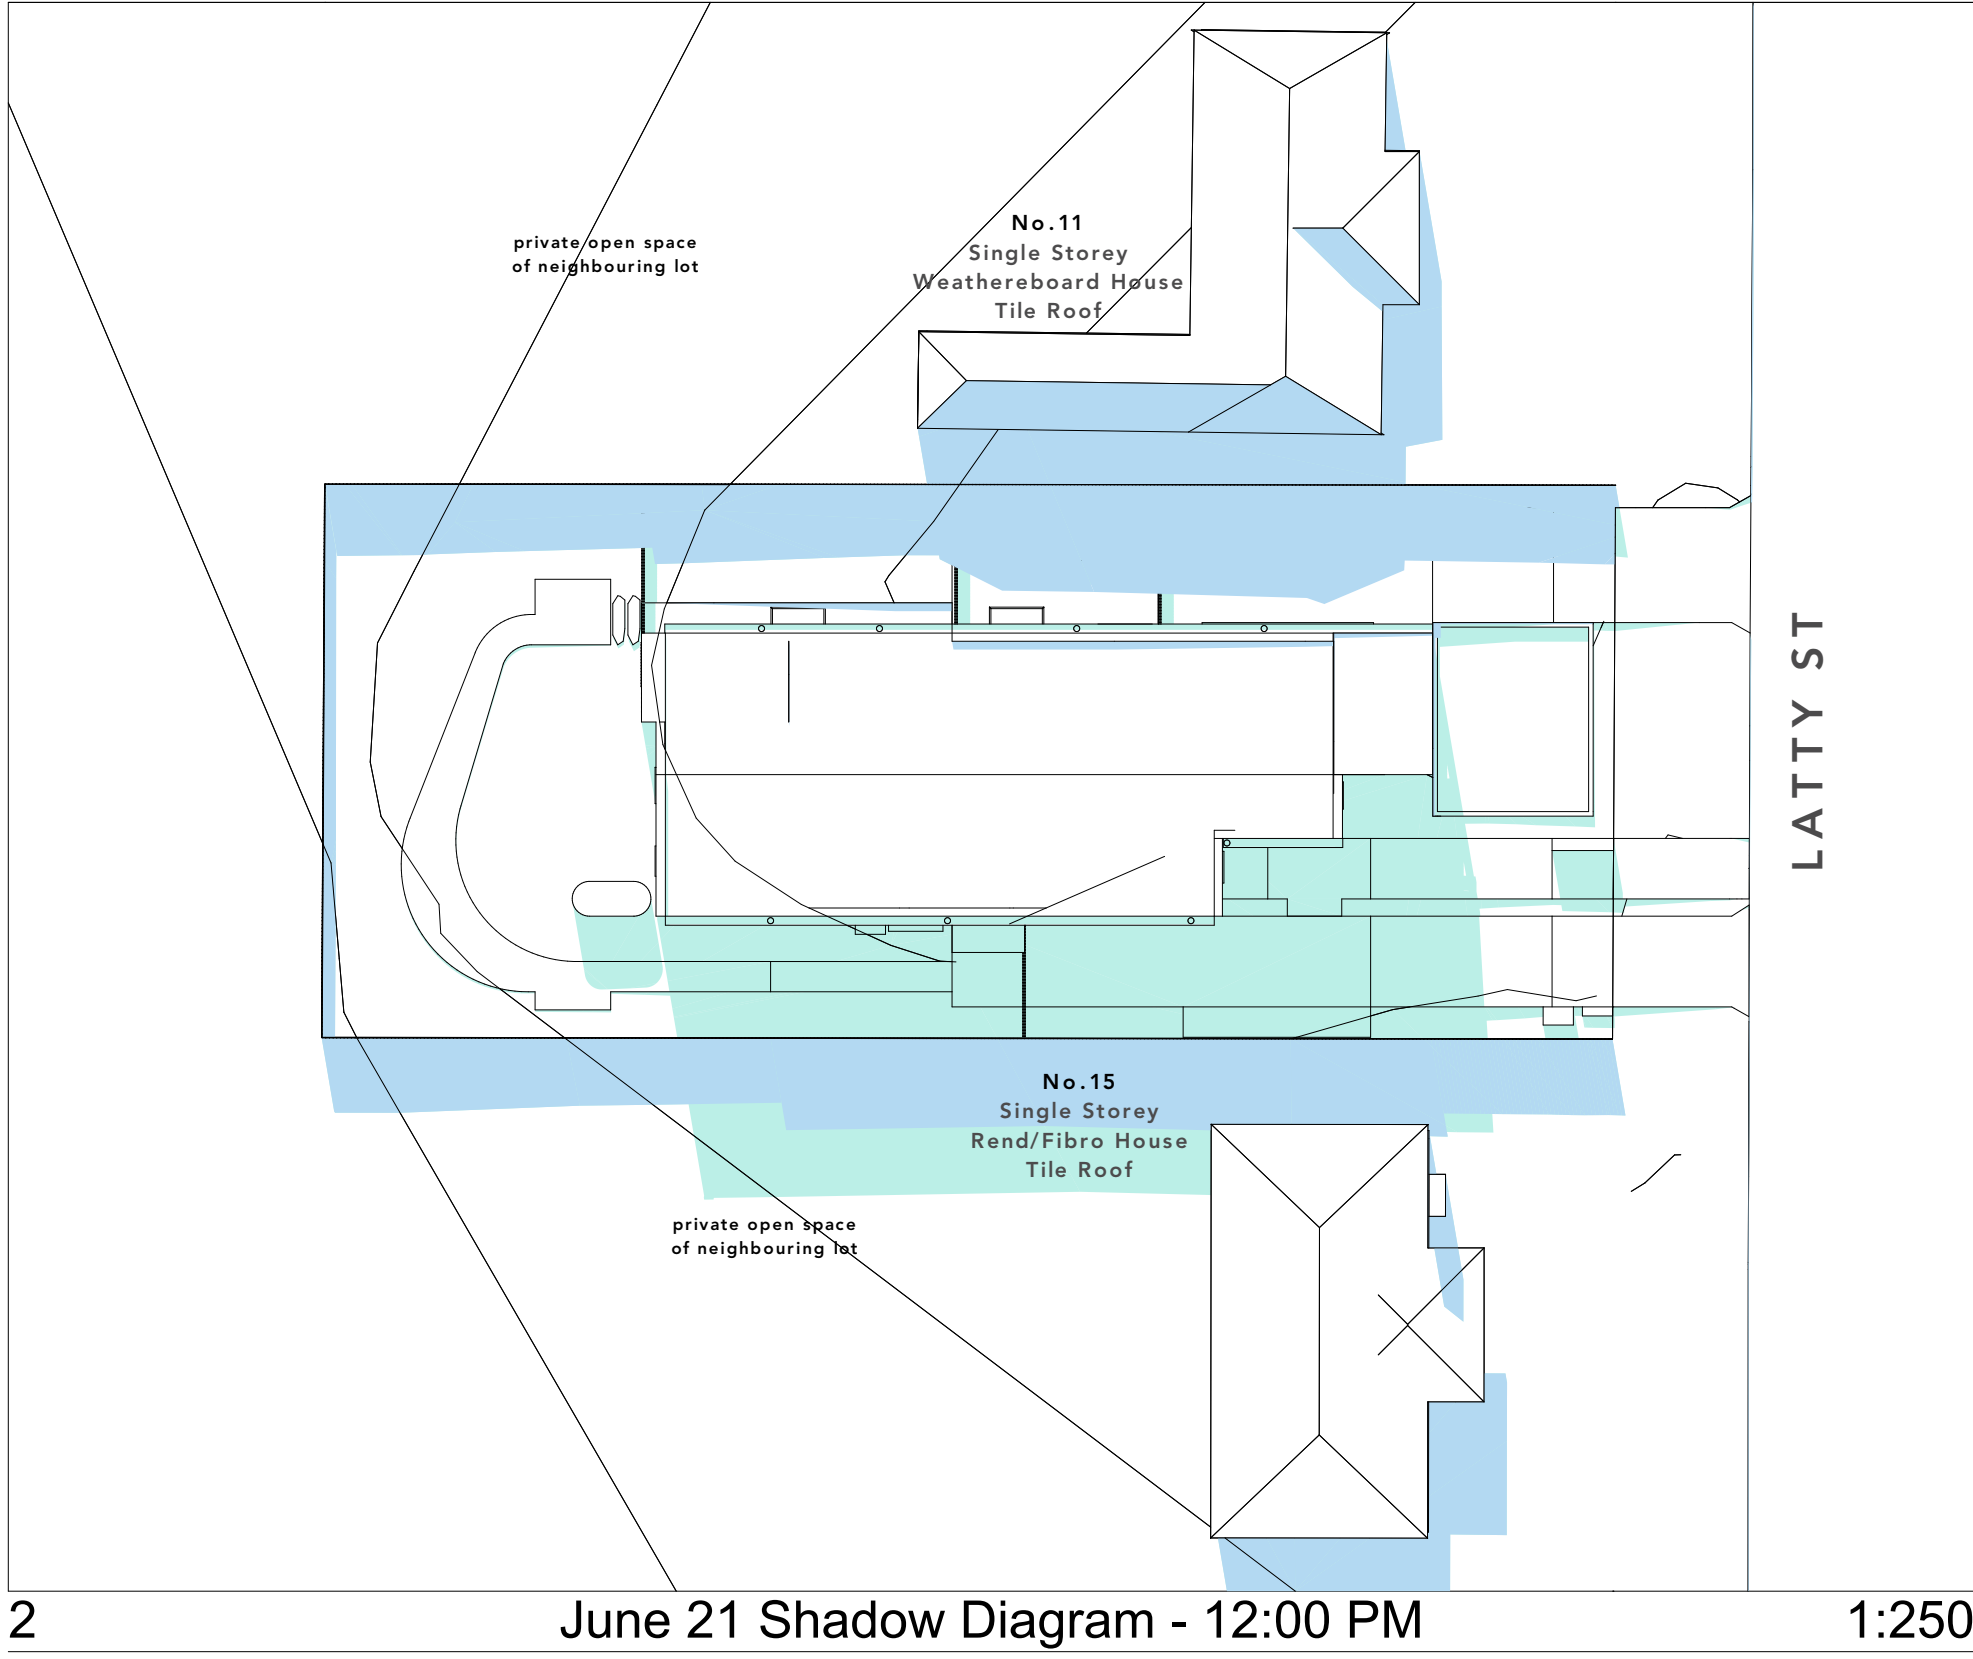 No.11
Single Storey
Weathereboard House
Tile Roof
private open space
of neighbouring lot
LATTY ST
No.15
Single Storey
Rend/Fibro House
Tile Roof
private open space
of neighbouring lot
2
June 21 Shadow Diagram - 12:00 PM
1:250